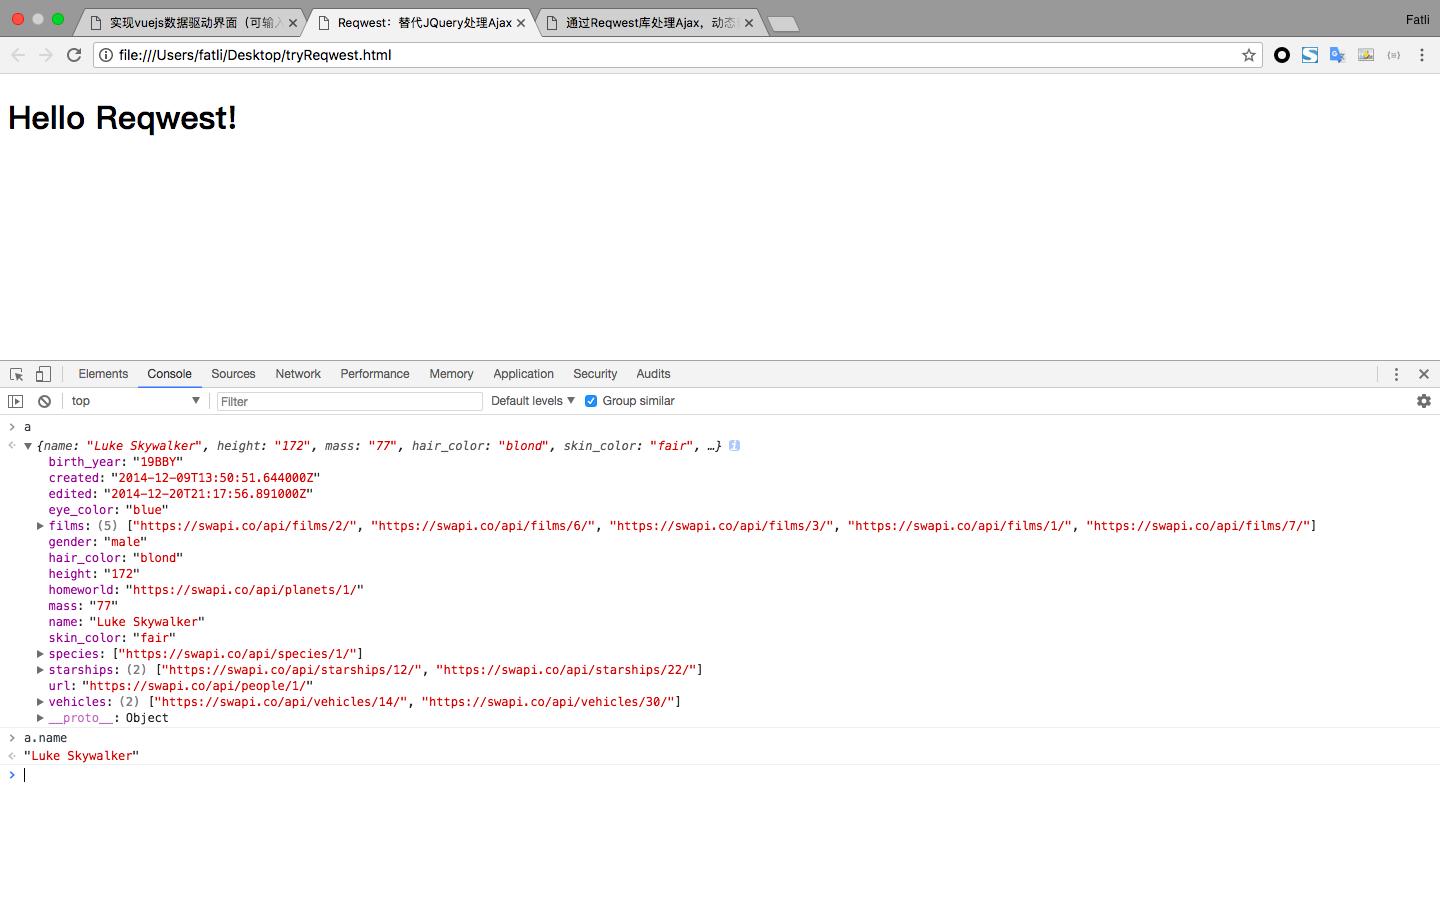 实现vuejs数据驱动界面（可输入
Reqwest：替代JQuery处理Ajax
通过Reqwest库处理Ajax，动态
Fatli
file:///Users/fatli/Desktop/tryReqwest.html
Hello Reqwest!
Elements Console Sources Network Performance Memory Application Security Audits
top Filter Default levels Group similar
a
{name: "Luke Skywalker", height: "172", mass: "77", hair_color: "blond", skin_color: "fair", …}
birth_year: "19BBY"
created: "2014-12-09T13:50:51.644000Z"
edited: "2014-12-20T21:17:56.891000Z"
eye_color: "blue"
films: (5) ["https://swapi.co/api/films/2/", "https://swapi.co/api/films/6/", "https://swapi.co/api/films/3/", "https://swapi.co/api/films/1/", "https://swapi.co/api/films/7/"]
gender: "male"
hair_color: "blond"
height: "172"
homeworld: "https://swapi.co/api/planets/1/"
mass: "77"
name: "Luke Skywalker"
skin_color: "fair"
species: ["https://swapi.co/api/species/1/"]
starships: (2) ["https://swapi.co/api/starships/12/", "https://swapi.co/api/starships/22/"]
url: "https://swapi.co/api/people/1/"
vehicles: (2) ["https://swapi.co/api/vehicles/14/", "https://swapi.co/api/vehicles/30/"]
__proto__: Object
a.name
"Luke Skywalker"